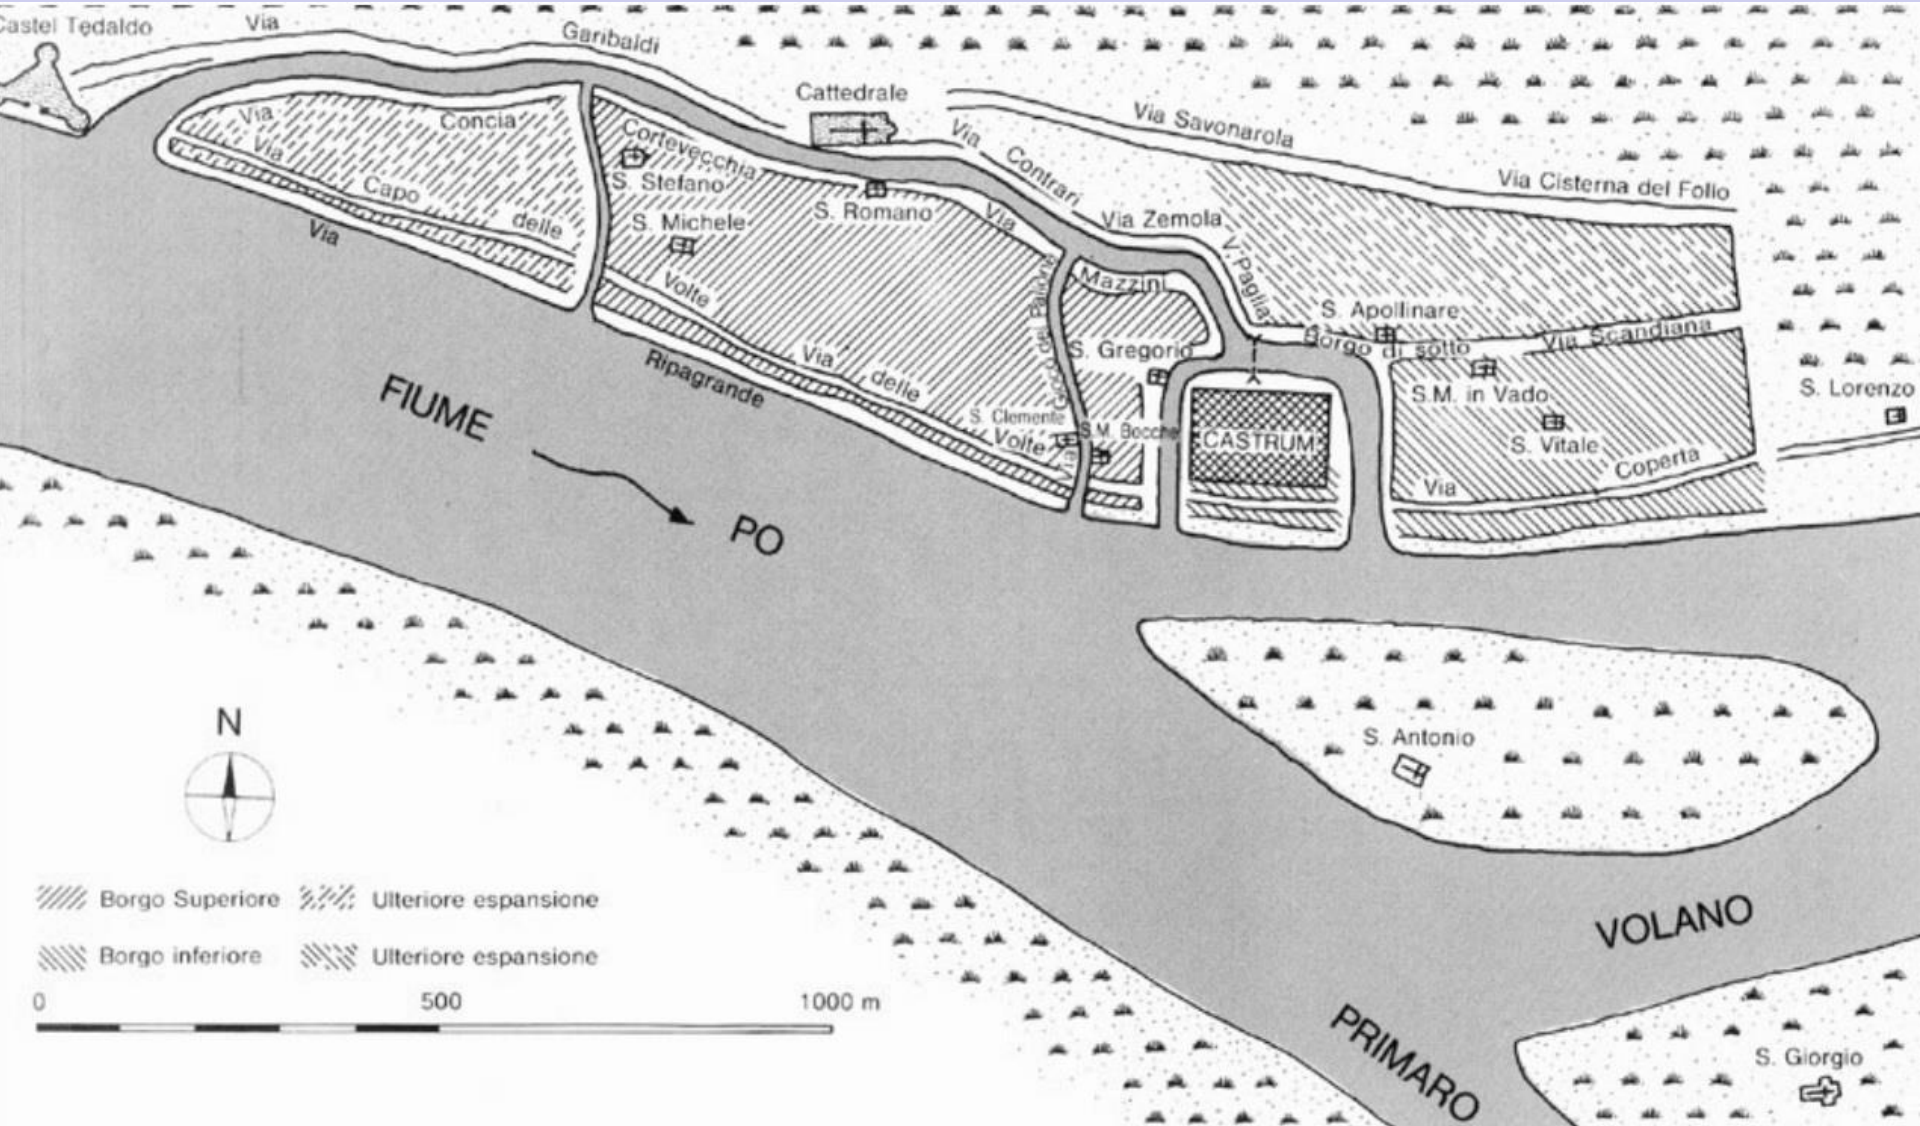 Castel Tedaldo
Via
Garibaldi
Cattedrale
Via Savonarola
Via
Contrari
Via Cisterna del Follo
Via
Concia
Via
Capo
delle
Via
Cortevecchia
S. Stefano
S. Michele
S. Romano
Via
Via Zemola
V. Paglia
Mazzini
Volte
Via
delle
Volte
Ripagrande
S. Gregorio
S. Clemente
S.M. Bocche
CASTRUM
S. Apollinare
Borgo di sotto
Via Scandiana
S.M. in Vado
S. Vitale
Via
Coperta
S. Lorenzo
FIUME
PO
S. Antonio
VOLANO
PRIMARO
S. Giorgio
N
Borgo Superiore
Ulteriore espansione
Borgo inferiore
Ulteriore espansione
0
500
1000 m